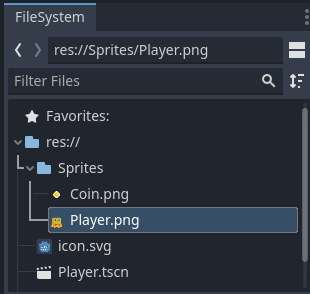 FileSystem
res://Sprites/Player.png
Filter Files
Favorites:
res://
Sprites
Coin.png
Player.png
icon.svg
Player.tscn